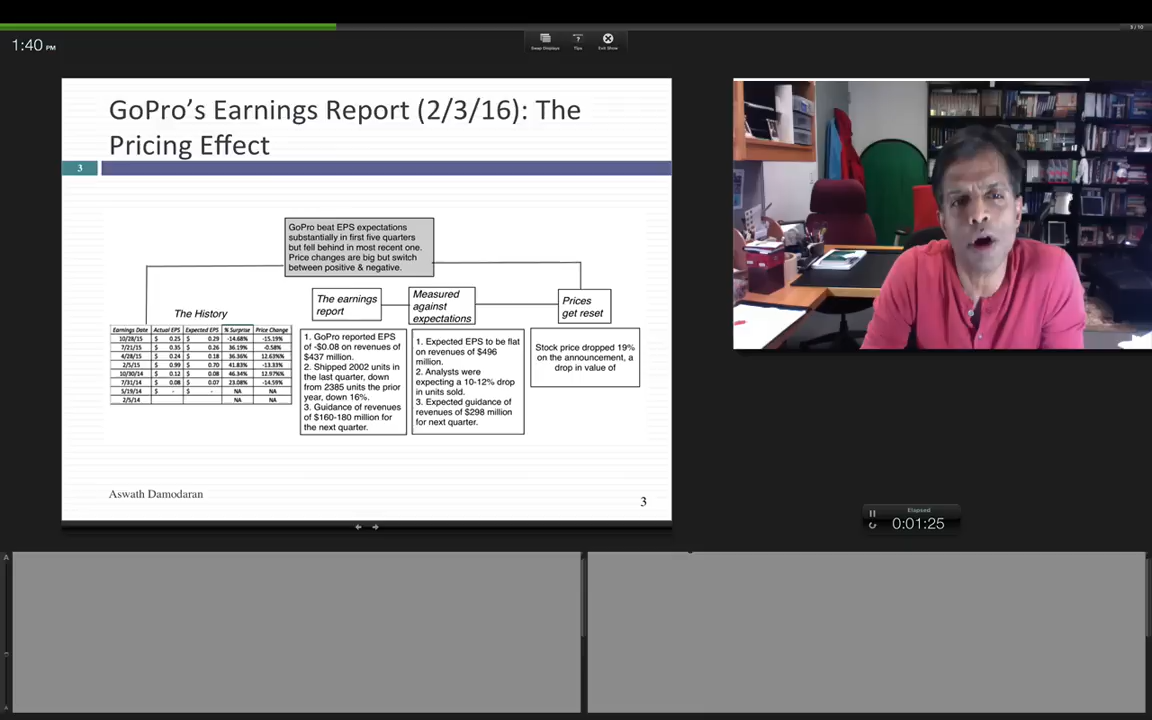 3 / 10
1:40 PM
Swap Displays
Tips
Exit Show
GoPro's Earnings Report (2/3/16): The
Pricing Effect
3
GoPro beat EPS expectations
substantially in first five quarters
but fell behind in most recent one.
Price changes are big but switch
between positive & negative.
The History
Earnings Date Actual EPS Expected EPS % Surprise Price Change
10/28/15 $ 0.25 $ 0.29 -14.68% -15.19%
7/21/15 $ 0.35 $ 0.26 36.19% -0.58%
4/28/15 $ 0.24 $ 0.18 36.36% 12.63%%
2/5/15 $ 0.99 $ 0.70 41.83% -13.33%
10/30/14 $ 0.12 $ 0.08 46.34% 12.97%%
7/31/14 $ 0.08 $ 0.07 23.08% -14.59%
5/19/14 $ - $ - NA NA
2/5/14 NA NA
The earnings
report
1. GoPro reported EPS
of -$0.08 on revenues of
$437 million.
2. Shipped 2002 units in
the last quarter, down
from 2385 units the prior
year, down 16%.
3. Guidance of revenues
of $160-180 million for
the next quarter.
Measured
against
expectations
1. Expected EPS to be flat
on revenues of $496
million.
2. Analysts were
expecting a 10-12% drop
in units sold.
3. Expected guidance of
revenues of $298 million
for next quarter.
Prices
get reset
Stock price dropped 19%
on the announcement, a
drop in value of
Aswath Damodaran
3
Elapsed
0:01:25